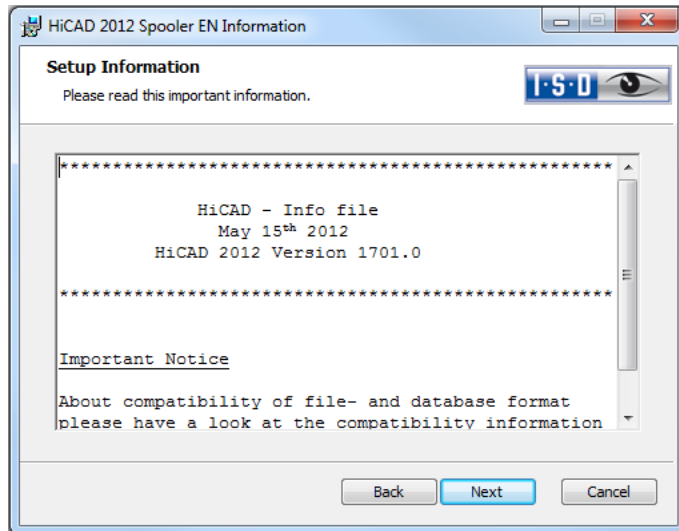 HiCAD 2012 Spooler EN Information
Setup Information
Please read this important information.
I·S·D
****************************************************
HiCAD - Info file
May 15th 2012
HiCAD 2012 Version 1701.0
****************************************************
Important Notice
About compatibility of file- and database format
please have a look at the compatibility information
Back
Next
Cancel